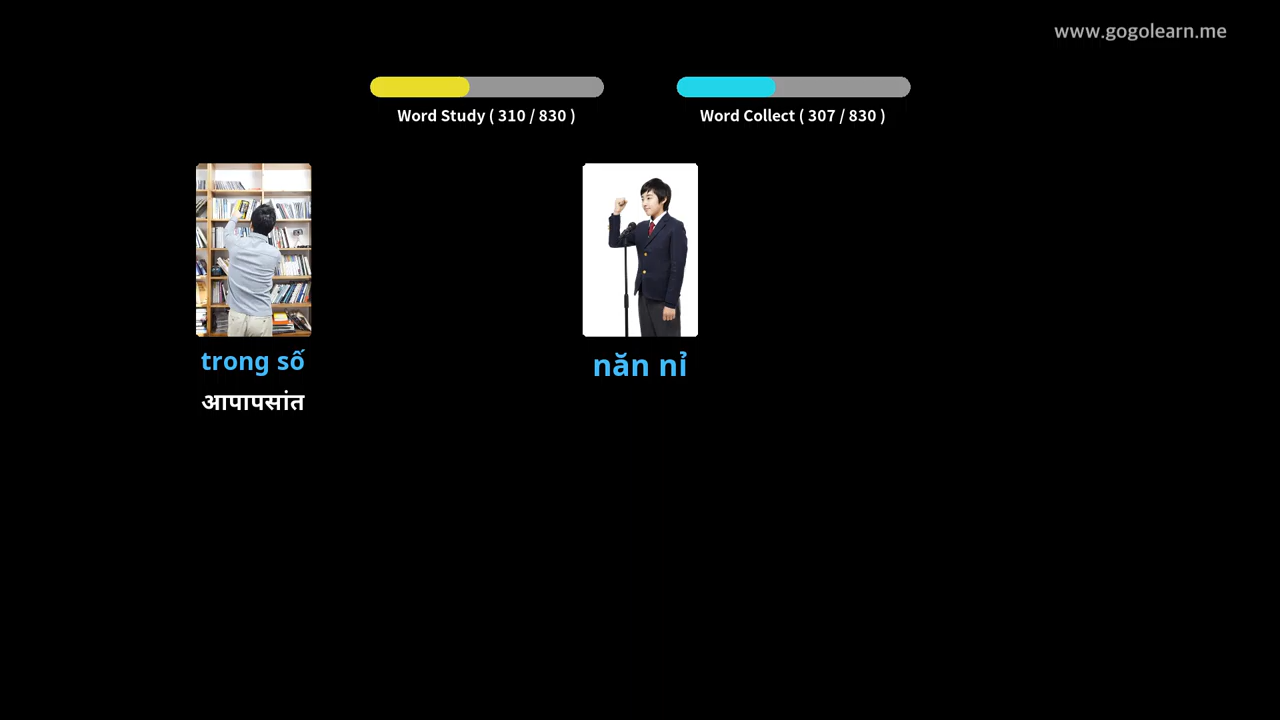 www.gogolearn.me
Word Study ( 310 / 830 )
Word Collect ( 307 / 830 )
trong số
आपापसांत
năn nỉ